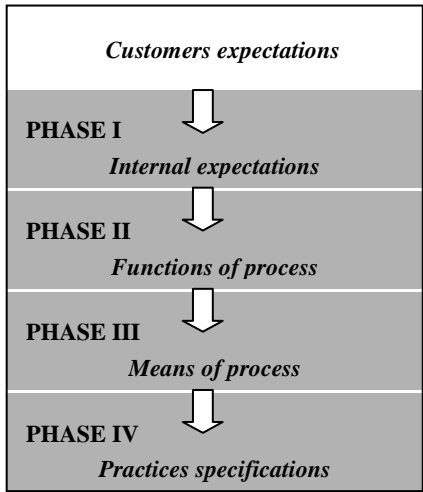 Customers expectations
PHASE I
Internal expectations
PHASE II
Functions of process
PHASE III
Means of process
PHASE IV
Practices specifications